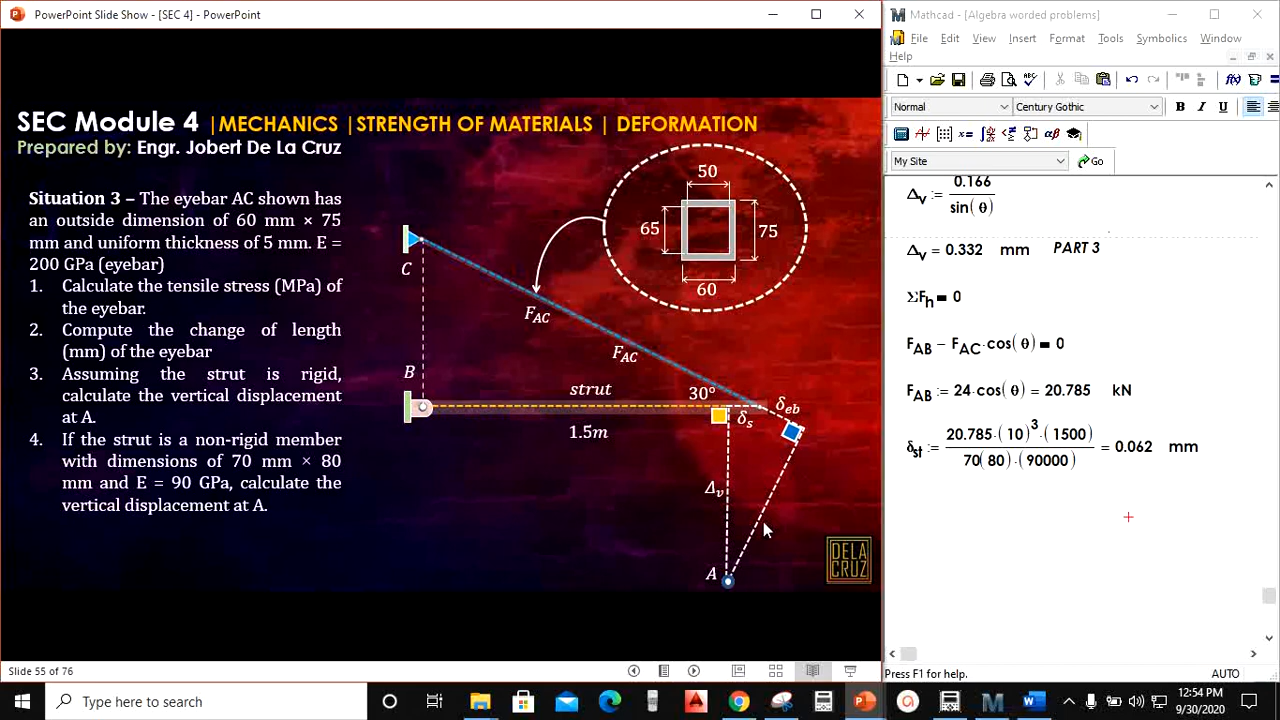 PowerPoint Slide Show - [SEC 4] - PowerPoint
SEC Module 4 |MECHANICS |STRENGTH OF MATERIALS | DEFORMATION
Prepared by: Engr. Jobert De La Cruz
Situation 3 – The eyebar AC shown has
an outside dimension of 60 mm × 75
mm and uniform thickness of 5 mm. E =
200 GPa (eyebar)
1. Calculate the tensile stress (MPa) of
the eyebar.
2. Compute the change of length
(mm) of the eyebar
3. Assuming the strut is rigid,
calculate the vertical displacement
at A.
4. If the strut is a non-rigid member
with dimensions of 70 mm × 80
mm and E = 90 GPa, calculate the
vertical displacement at A.
50
65
75
60
C
F_AC
F_AC
B
strut
30°
δ_eb
δ_s
1.5m
Δ_v
A
DELA
CRUZ
Slide 55 of 76
Mathcad - [Algebra worded problems]
File Edit View Insert Format Tools Symbolics Window
Help
Normal
Century Gothic
B I U
My Site
Go
Δ_v := 0.166 / sin(θ)
Δ_v = 0.332 mm PART 3
ΣF_h = 0
F_AB − F_AC·cos(θ) = 0
F_AB := 24·cos(θ) = 20.785 kN
δ_st := 20.785·(10)^3·(1500) / 70(80)·(90000) = 0.062 mm
Press F1 for help.
AUTO
Type here to search
12:54 PM
9/30/2020